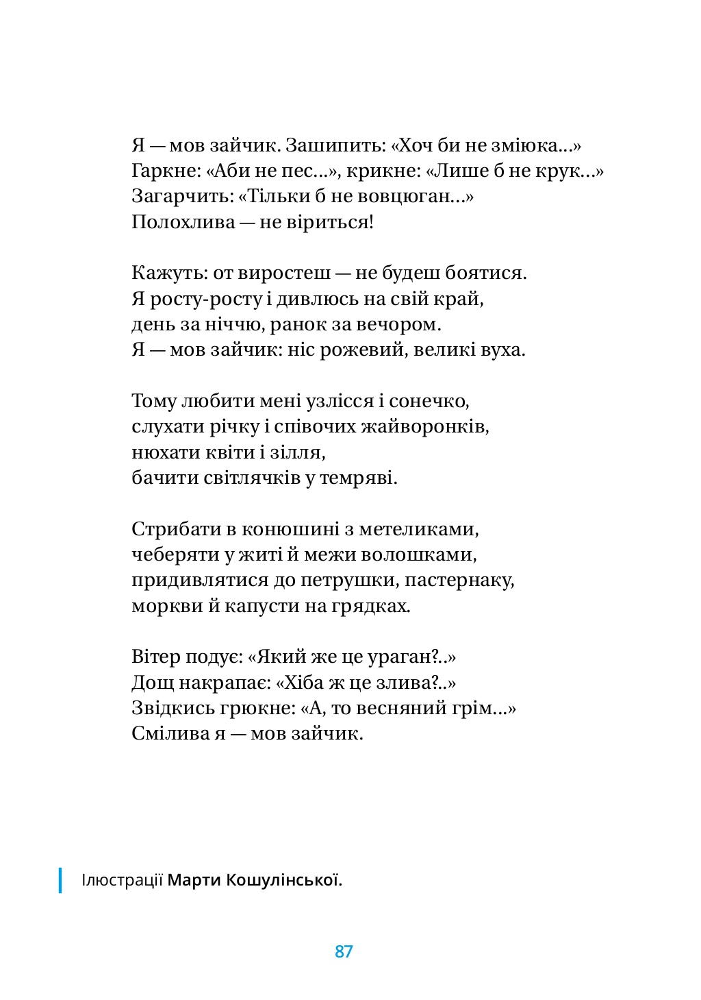 Я — мов зайчик. Зашипить: «Хоч би не зміюка...»
Гаркне: «Аби не пес...», крикне: «Лише б не крук...»
Загарчить: «Тільки б не вовцюган...»
Полохлива — не віриться!
Кажуть: от виростеш — не будеш боятися.
Я росту-росту і дивлюсь на свій край,
день за ніччю, ранок за вечором.
Я — мов зайчик: ніс рожевий, великі вуха.
Тому любити мені узлісся і сонечко,
слухати річку і співочих жайворонків,
нюхати квіти і зілля,
бачити світлячків у темряві.
Стрибати в конюшині з метеликами,
чеберяти у житі й межи волошками,
придивлятися до петрушки, пастернаку,
моркви й капусти на грядках.
Вітер подує: «Який же це ураган?..»
Дощ накрапає: «Хіба ж це злива?..»
Звідкись грюкне: «А, то весняний грім...»
Смілива я — мов зайчик.
Ілюстрації Марти Кошулінської.
87